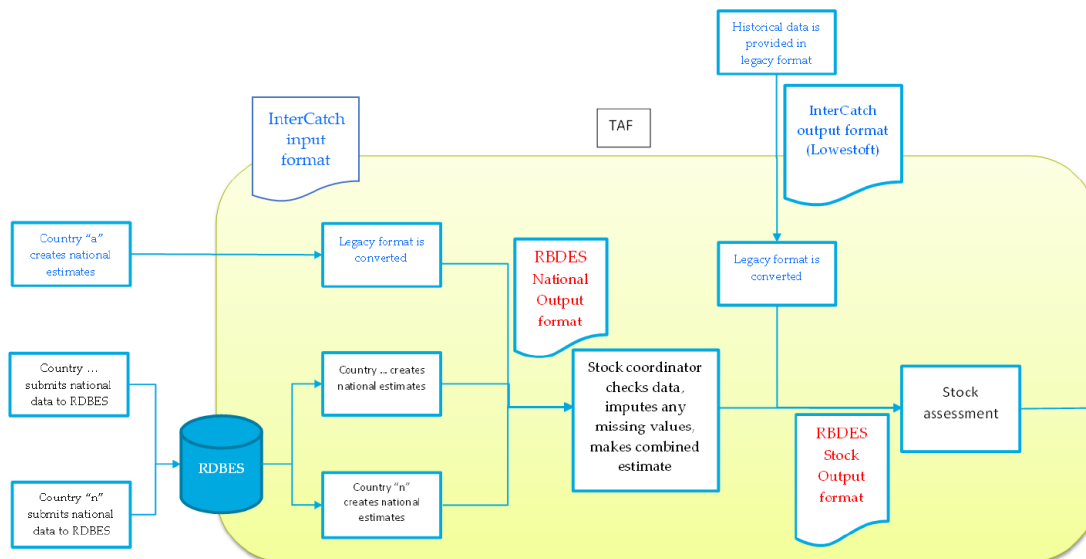 Historical data is
provided in
legacy format
InterCatch
output format
(Lowestoft)
TAF
InterCatch
input
format
Country "a"
creates national
estimates
Legacy format is
converted
RBDES
National
Output
format
Legacy format is
converted
Country ...
submits national
data to RDBES
Country ... creates
national estimates
Stock coordinator
checks data,
imputes any
missing values,
makes combined
estimate
Stock
assessment
RDBES
RBDES
Stock
Output
format
Country "n"
submits national
data to RDBES
Country "n"
creates national
estimates